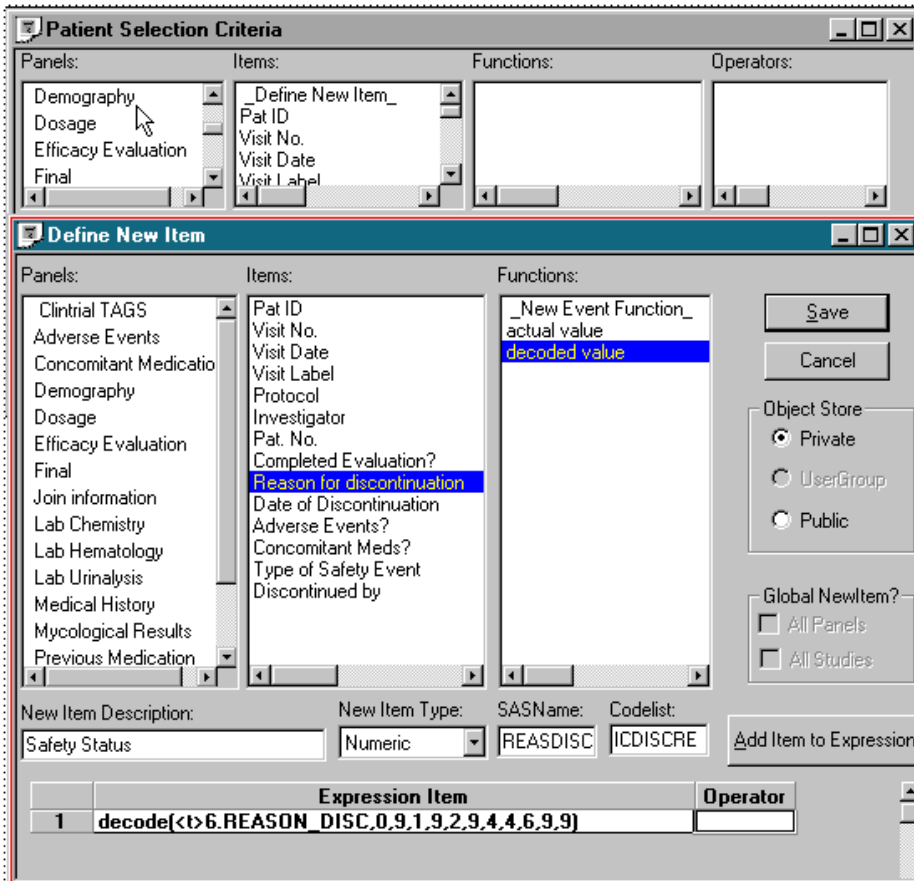 Patient Selection Criteria
Panels: Items: Functions: Operators:
Demography
Dosage
Efficacy Evaluation
Final
_Define New Item_
Pat ID
Visit No.
Visit Date
Visit Label
Define New Item
Panels: Items: Functions:
Clintrial TAGS
Adverse Events
Concomitant Medicatio
Demography
Dosage
Efficacy Evaluation
Final
Join information
Lab Chemistry
Lab Hematology
Lab Urinalysis
Medical History
Mycological Results
Previous Medication
Pat ID
Visit No.
Visit Date
Visit Label
Protocol
Investigator
Pat. No.
Completed Evaluation?
Reason for discontinuation
Date of Discontinuation
Adverse Events?
Concomitant Meds?
Type of Safety Event
Discontinued by
_New Event Function_
actual value
decoded value
Save
Cancel
Object Store
Private
UserGroup
Public
Global NewItem?
All Panels
All Studies
New Item Description: New Item Type: SASName: Codelist:
Safety Status Numeric REASDISC ICDISCRE Add Item to Expression
Expression Item Operator
1 decode(<t>6.REASON_DISC,0,9,1,9,2,9,4,4,6,9,9)